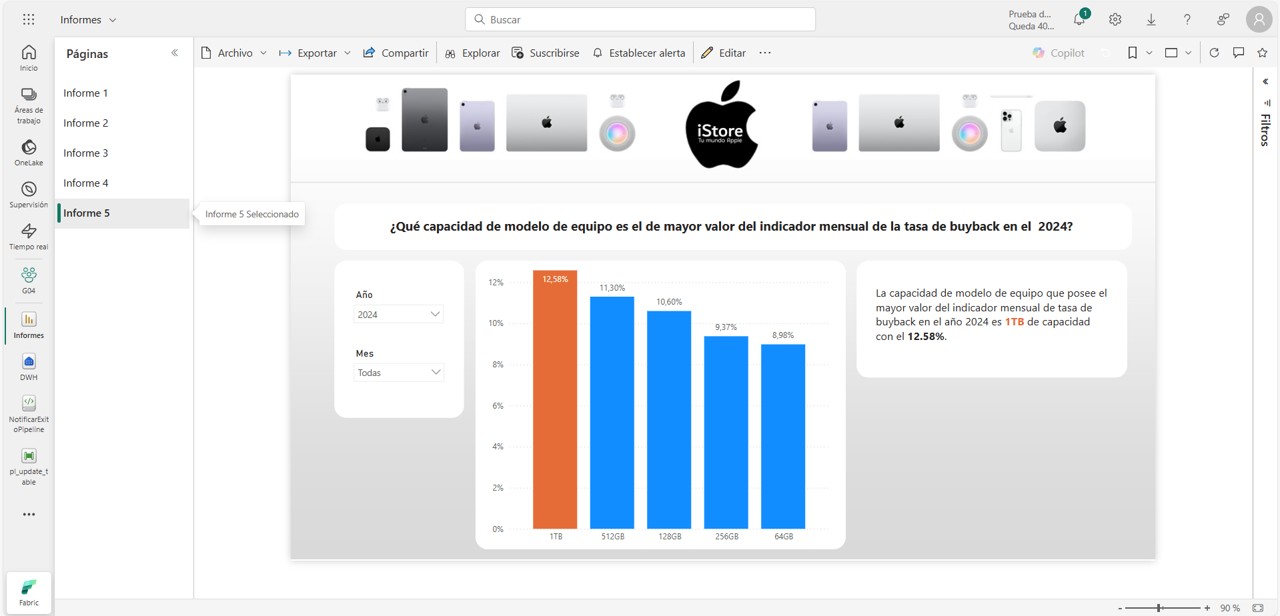 Informes
Buscar
Prueba d...
Queda 40...
1
Inicio
Áreas de
trabajo
OneLake
Supervisión
Tiempo real
G04
Informes
DWH
NotificarExit
oPipeline
pl_update_t
able
Fabric
Páginas
Informe 1
Informe 2
Informe 3
Informe 4
Informe 5
Informe 5 Seleccionado
Archivo
Exportar
Compartir
Explorar
Suscribirse
Establecer alerta
Editar
Copilot
iStore
Tu mundo Apple
¿Qué capacidad de modelo de equipo es el de mayor valor del indicador mensual de la tasa de buyback en el 2024?
Año
2024
Mes
Todas
12%
10%
8%
6%
4%
2%
0%
12,58%
11,30%
10,60%
9,37%
8,98%
1TB
512GB
128GB
256GB
64GB
La capacidad de modelo de equipo que posee el
mayor valor del indicador mensual de tasa de
buyback en el año 2024 es 1TB de capacidad
con el 12.58%.
Filtros
90 %